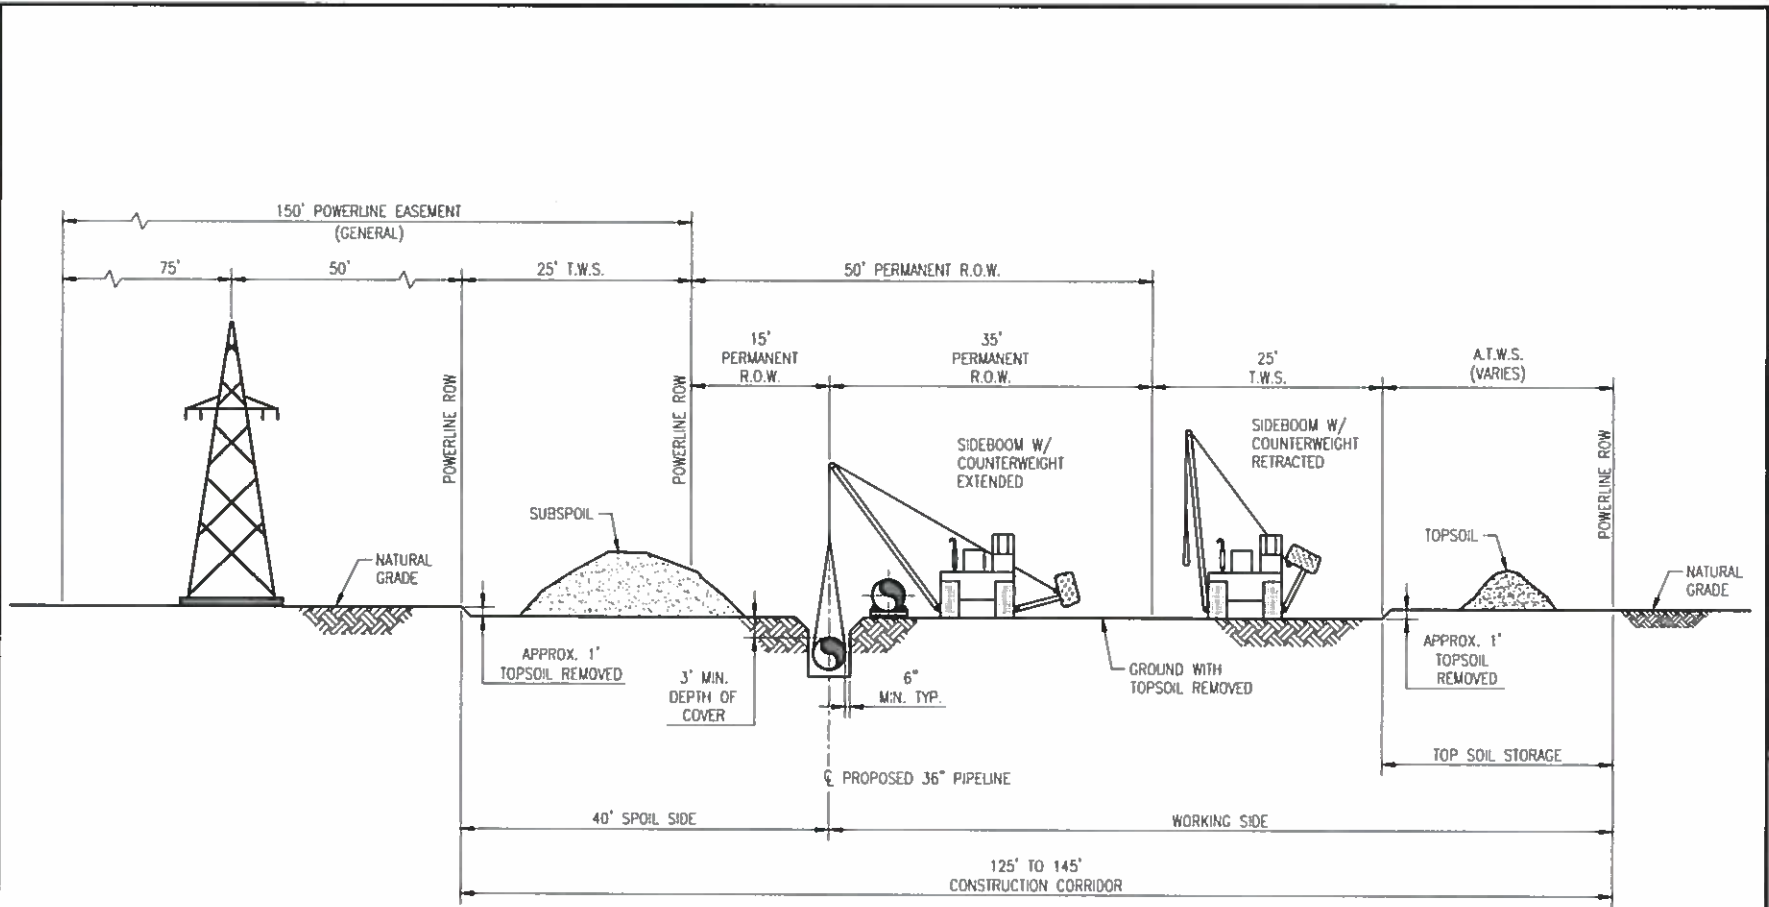 150' POWERLINE EASEMENT
(GENERAL)
75'
50'
25' T.W.S.
50' PERMANENT R.O.W.
15'
PERMANENT
R.O.W.
35'
PERMANENT
R.O.W.
25'
T.W.S.
A.T.W.S.
(VARIES)
POWERLINE ROW
POWERLINE ROW
POWERLINE ROW
SIDEBOOM W/
COUNTERWEIGHT
EXTENDED
SIDEBOOM W/
COUNTERWEIGHT
RETRACTED
SUBSPOIL
TOPSOIL
NATURAL
GRADE
NATURAL
GRADE
APPROX. 1'
TOPSOIL REMOVED
3' MIN.
DEPTH OF
COVER
6"
MIN. TYP.
GROUND WITH
TOPSOIL REMOVED
APPROX. 1'
TOPSOIL
REMOVED
TOP SOIL STORAGE
℄ PROPOSED 36" PIPELINE
40' SPOIL SIDE
WORKING SIDE
125' TO 145'
CONSTRUCTION CORRIDOR